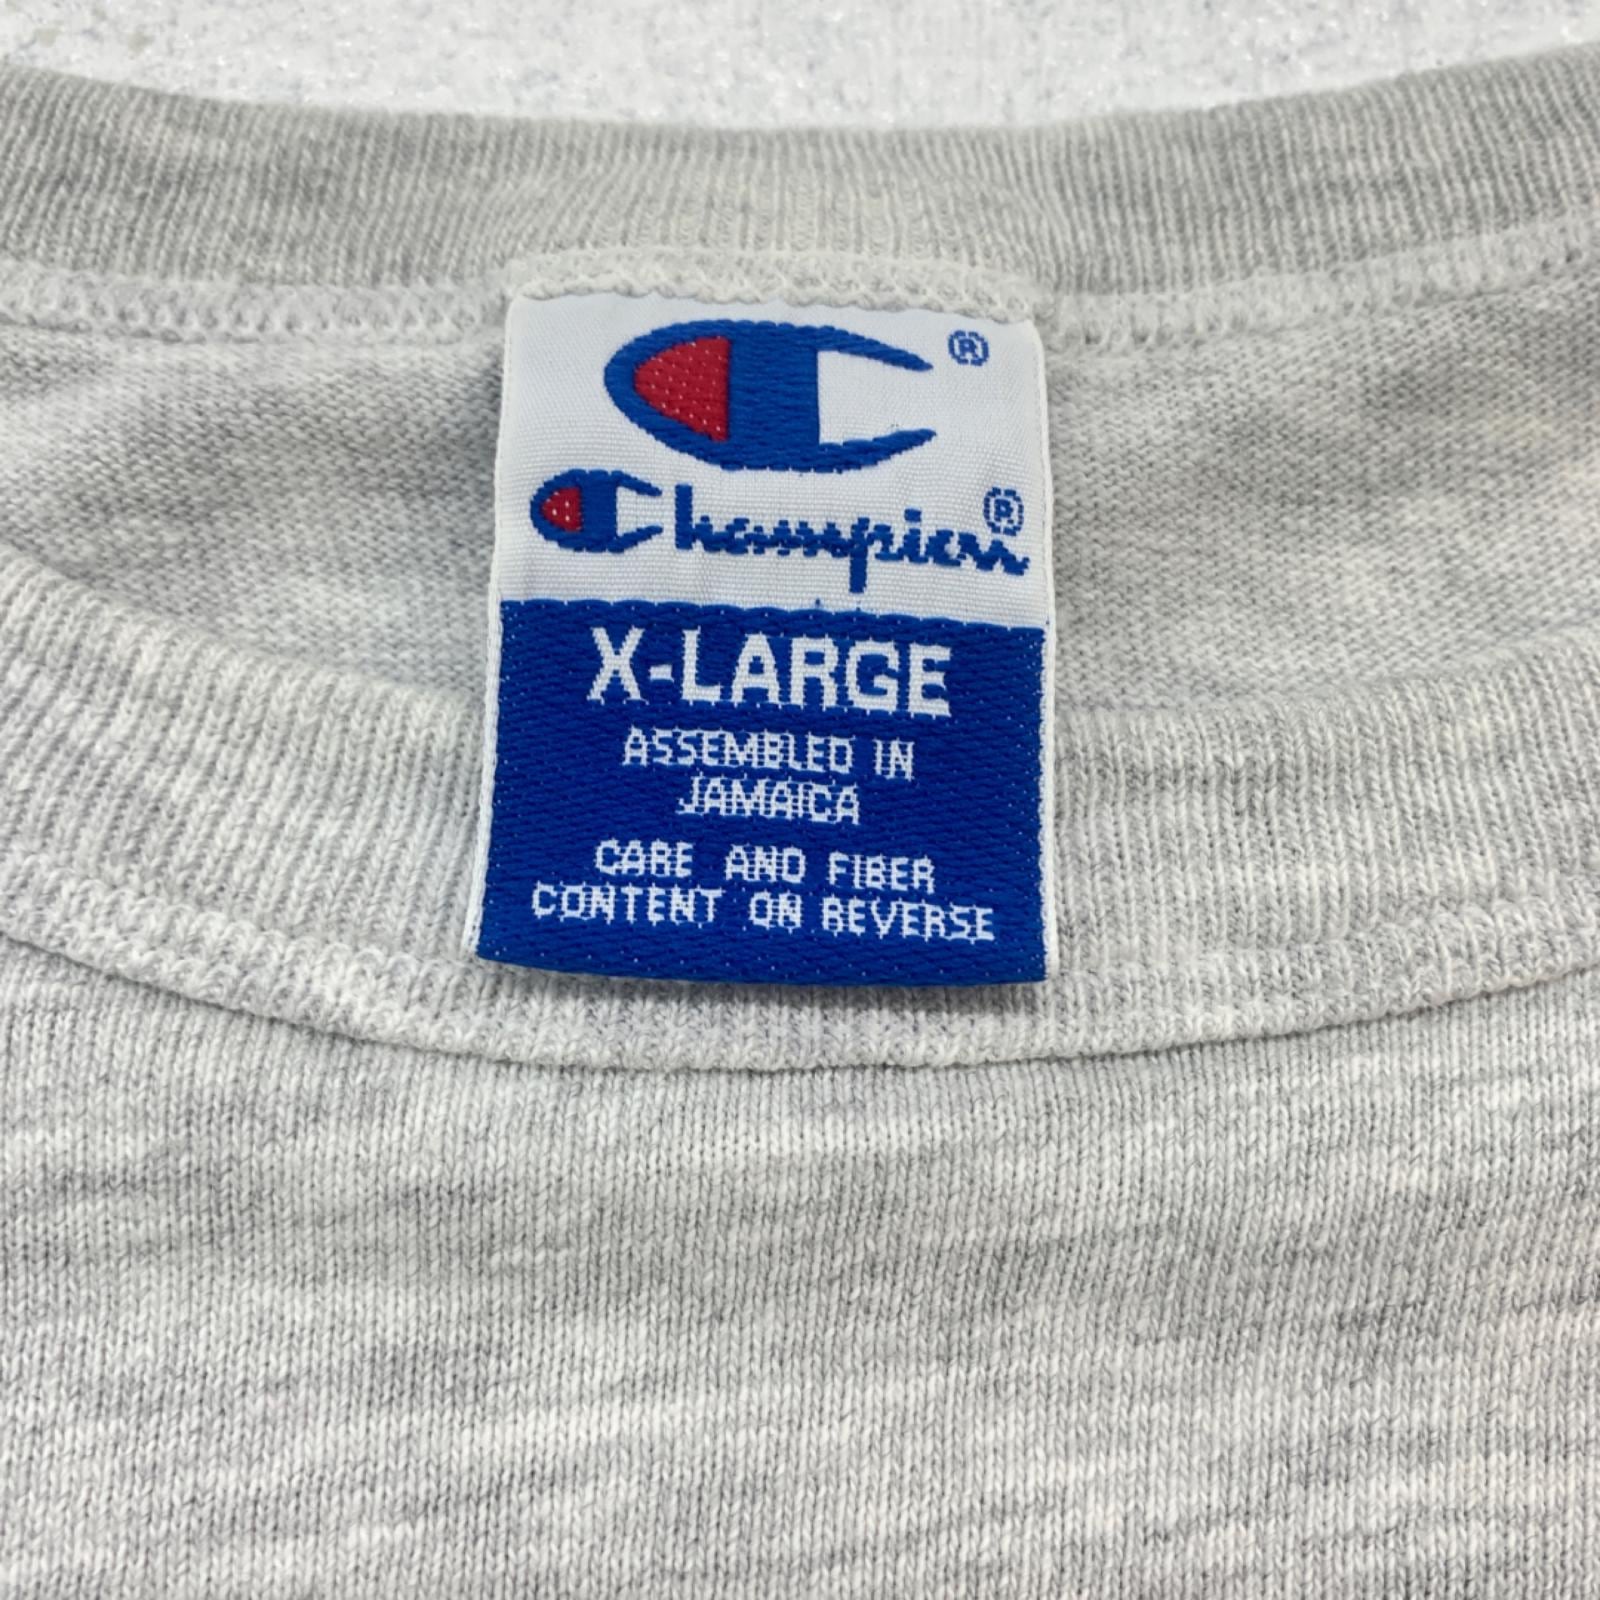 ®
Champion®
X-LARGE
ASSEMBLED IN
JAMAICA
CARE AND FIBER
CONTENT ON REVERSE